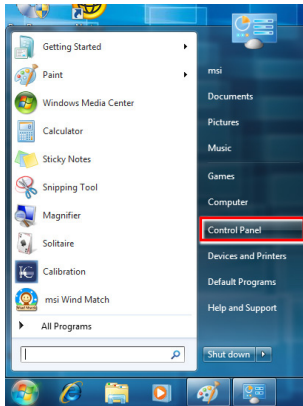 Getting Started
Paint
Windows Media Center
Calculator
Sticky Notes
Snipping Tool
Magnifier
Solitaire
Calibration
msi Wind Match
All Programs
msi
Documents
Pictures
Music
Games
Computer
Control Panel
Devices and Printers
Default Programs
Help and Support
Shut down